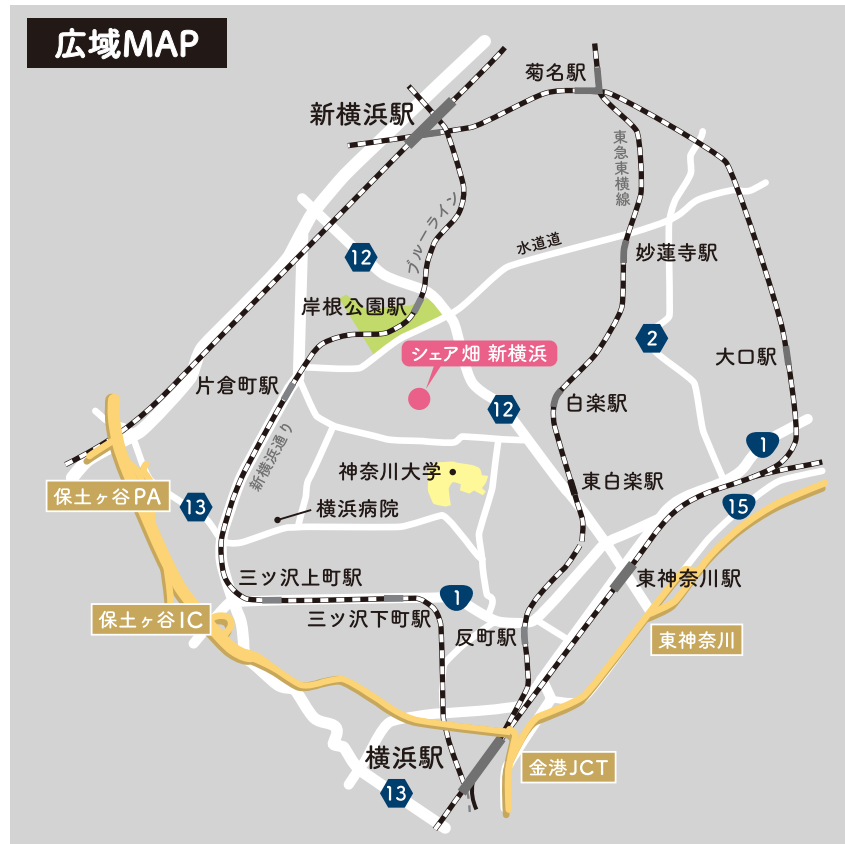 広域MAP
菊名駅
新横浜駅
東急東横線
ブルーライン
水道道
12
妙蓮寺駅
岸根公園駅
2
シェア畑 新横浜
大口駅
片倉町駅
12
白楽駅
新横浜通り
1
神奈川大学
東白楽駅
保土ヶ谷PA
13
横浜病院
15
三ッ沢上町駅
東神奈川駅
1
保土ヶ谷IC
三ッ沢下町駅
反町駅
東神奈川
横浜駅
金港JCT
13